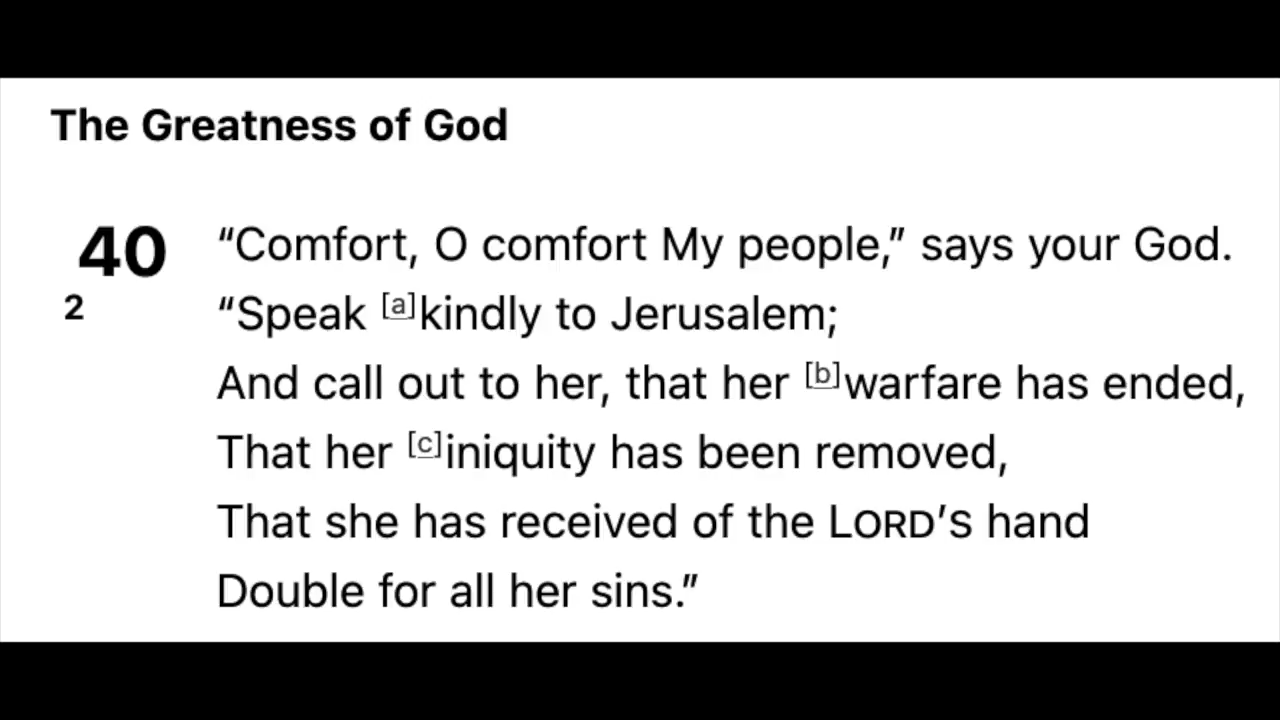 The Greatness of God
40 “Comfort, O comfort My people,” says your God.
2 “Speak [a]kindly to Jerusalem;
And call out to her, that her [b]warfare has ended,
That her [c]iniquity has been removed,
That she has received of the LORD’S hand
Double for all her sins.”